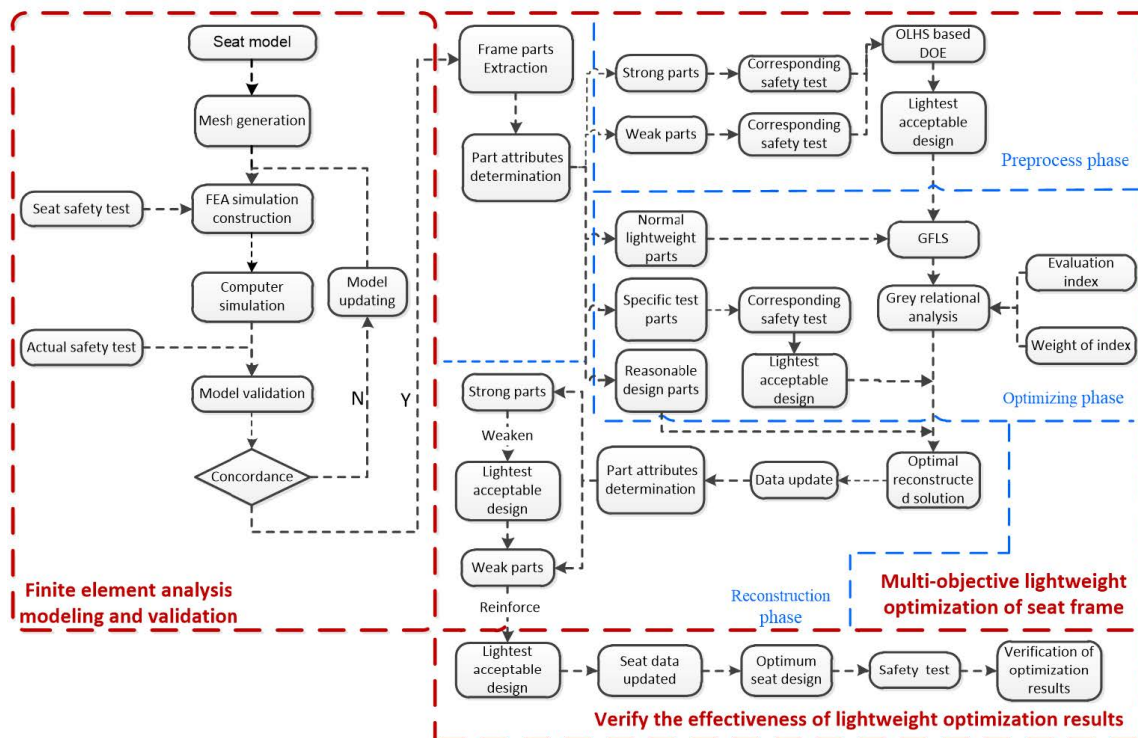 Seat model
Mesh generation
Seat safety test
FEA simulation
construction
Computer
simulation
Model
updating
Actual safety test
Model validation
N
Y
Concordance
Finite element analysis
modeling and validation
Frame parts
Extraction
Part attributes
determination
Strong parts
Corresponding
safety test
OLHS based
DOE
Weak parts
Corresponding
safety test
Lightest
acceptable
design
Preprocess phase
Normal
lightweight
parts
GFLS
Evaluation
index
Specific test
parts
Corresponding
safety test
Grey relational
analysis
Weight of index
Reasonable
design parts
Lightest
acceptable
design
Optimizing phase
Strong parts
Weaken
Lightest
acceptable
design
Part attributes
determination
Data update
Optimal
reconstructe
d solution
Weak parts
Reinforce
Reconstruction
phase
Multi-objective lightweight
optimization of seat frame
Lightest
acceptable
design
Seat data
updated
Optimum
seat design
Safety test
Verification of
optimization
results
Verify the effectiveness of lightweight optimization results